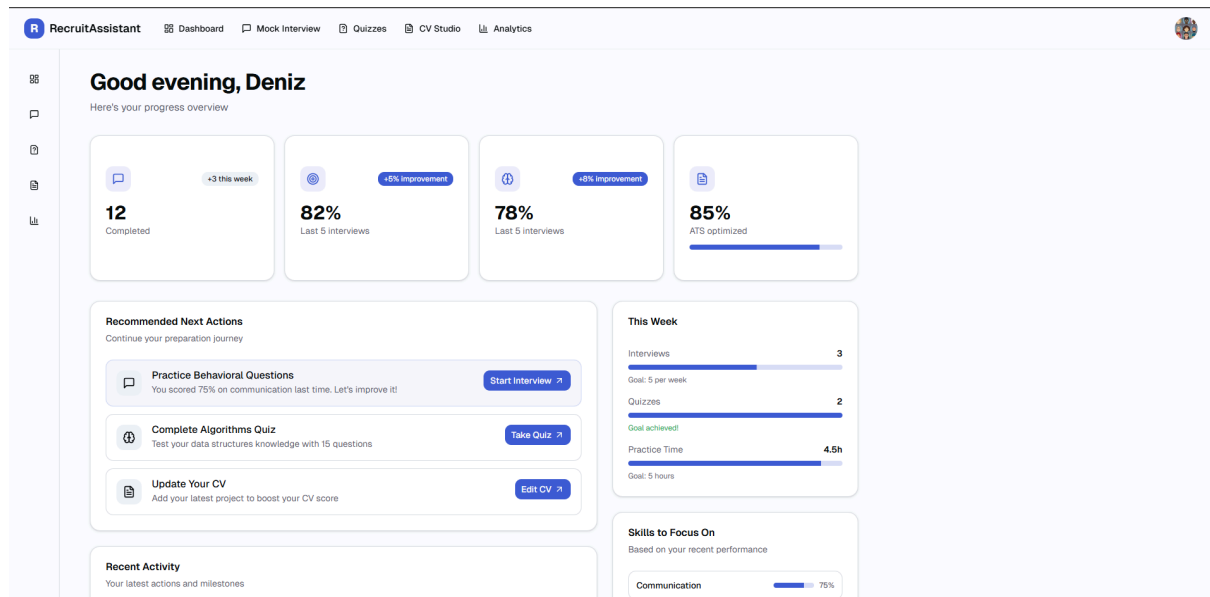 R RecruitAssistant Dashboard Mock Interview Quizzes CV Studio Analytics
Good evening, Deniz
Here's your progress overview
+3 this week
12
Completed
+5% improvement
82%
Last 5 interviews
+8% improvement
78%
Last 5 interviews
85%
ATS optimized
Recommended Next Actions
Continue your preparation journey
Practice Behavioral Questions
You scored 75% on communication last time. Let's improve it!
Start Interview
Complete Algorithms Quiz
Test your data structures knowledge with 15 questions
Take Quiz
Update Your CV
Add your latest project to boost your CV score
Edit CV
This Week
Interviews 3
Goal: 5 per week
Quizzes 2
Goal achieved!
Practice Time 4.5h
Goal: 5 hours
Recent Activity
Your latest actions and milestones
Skills to Focus On
Based on your recent performance
Communication 75%